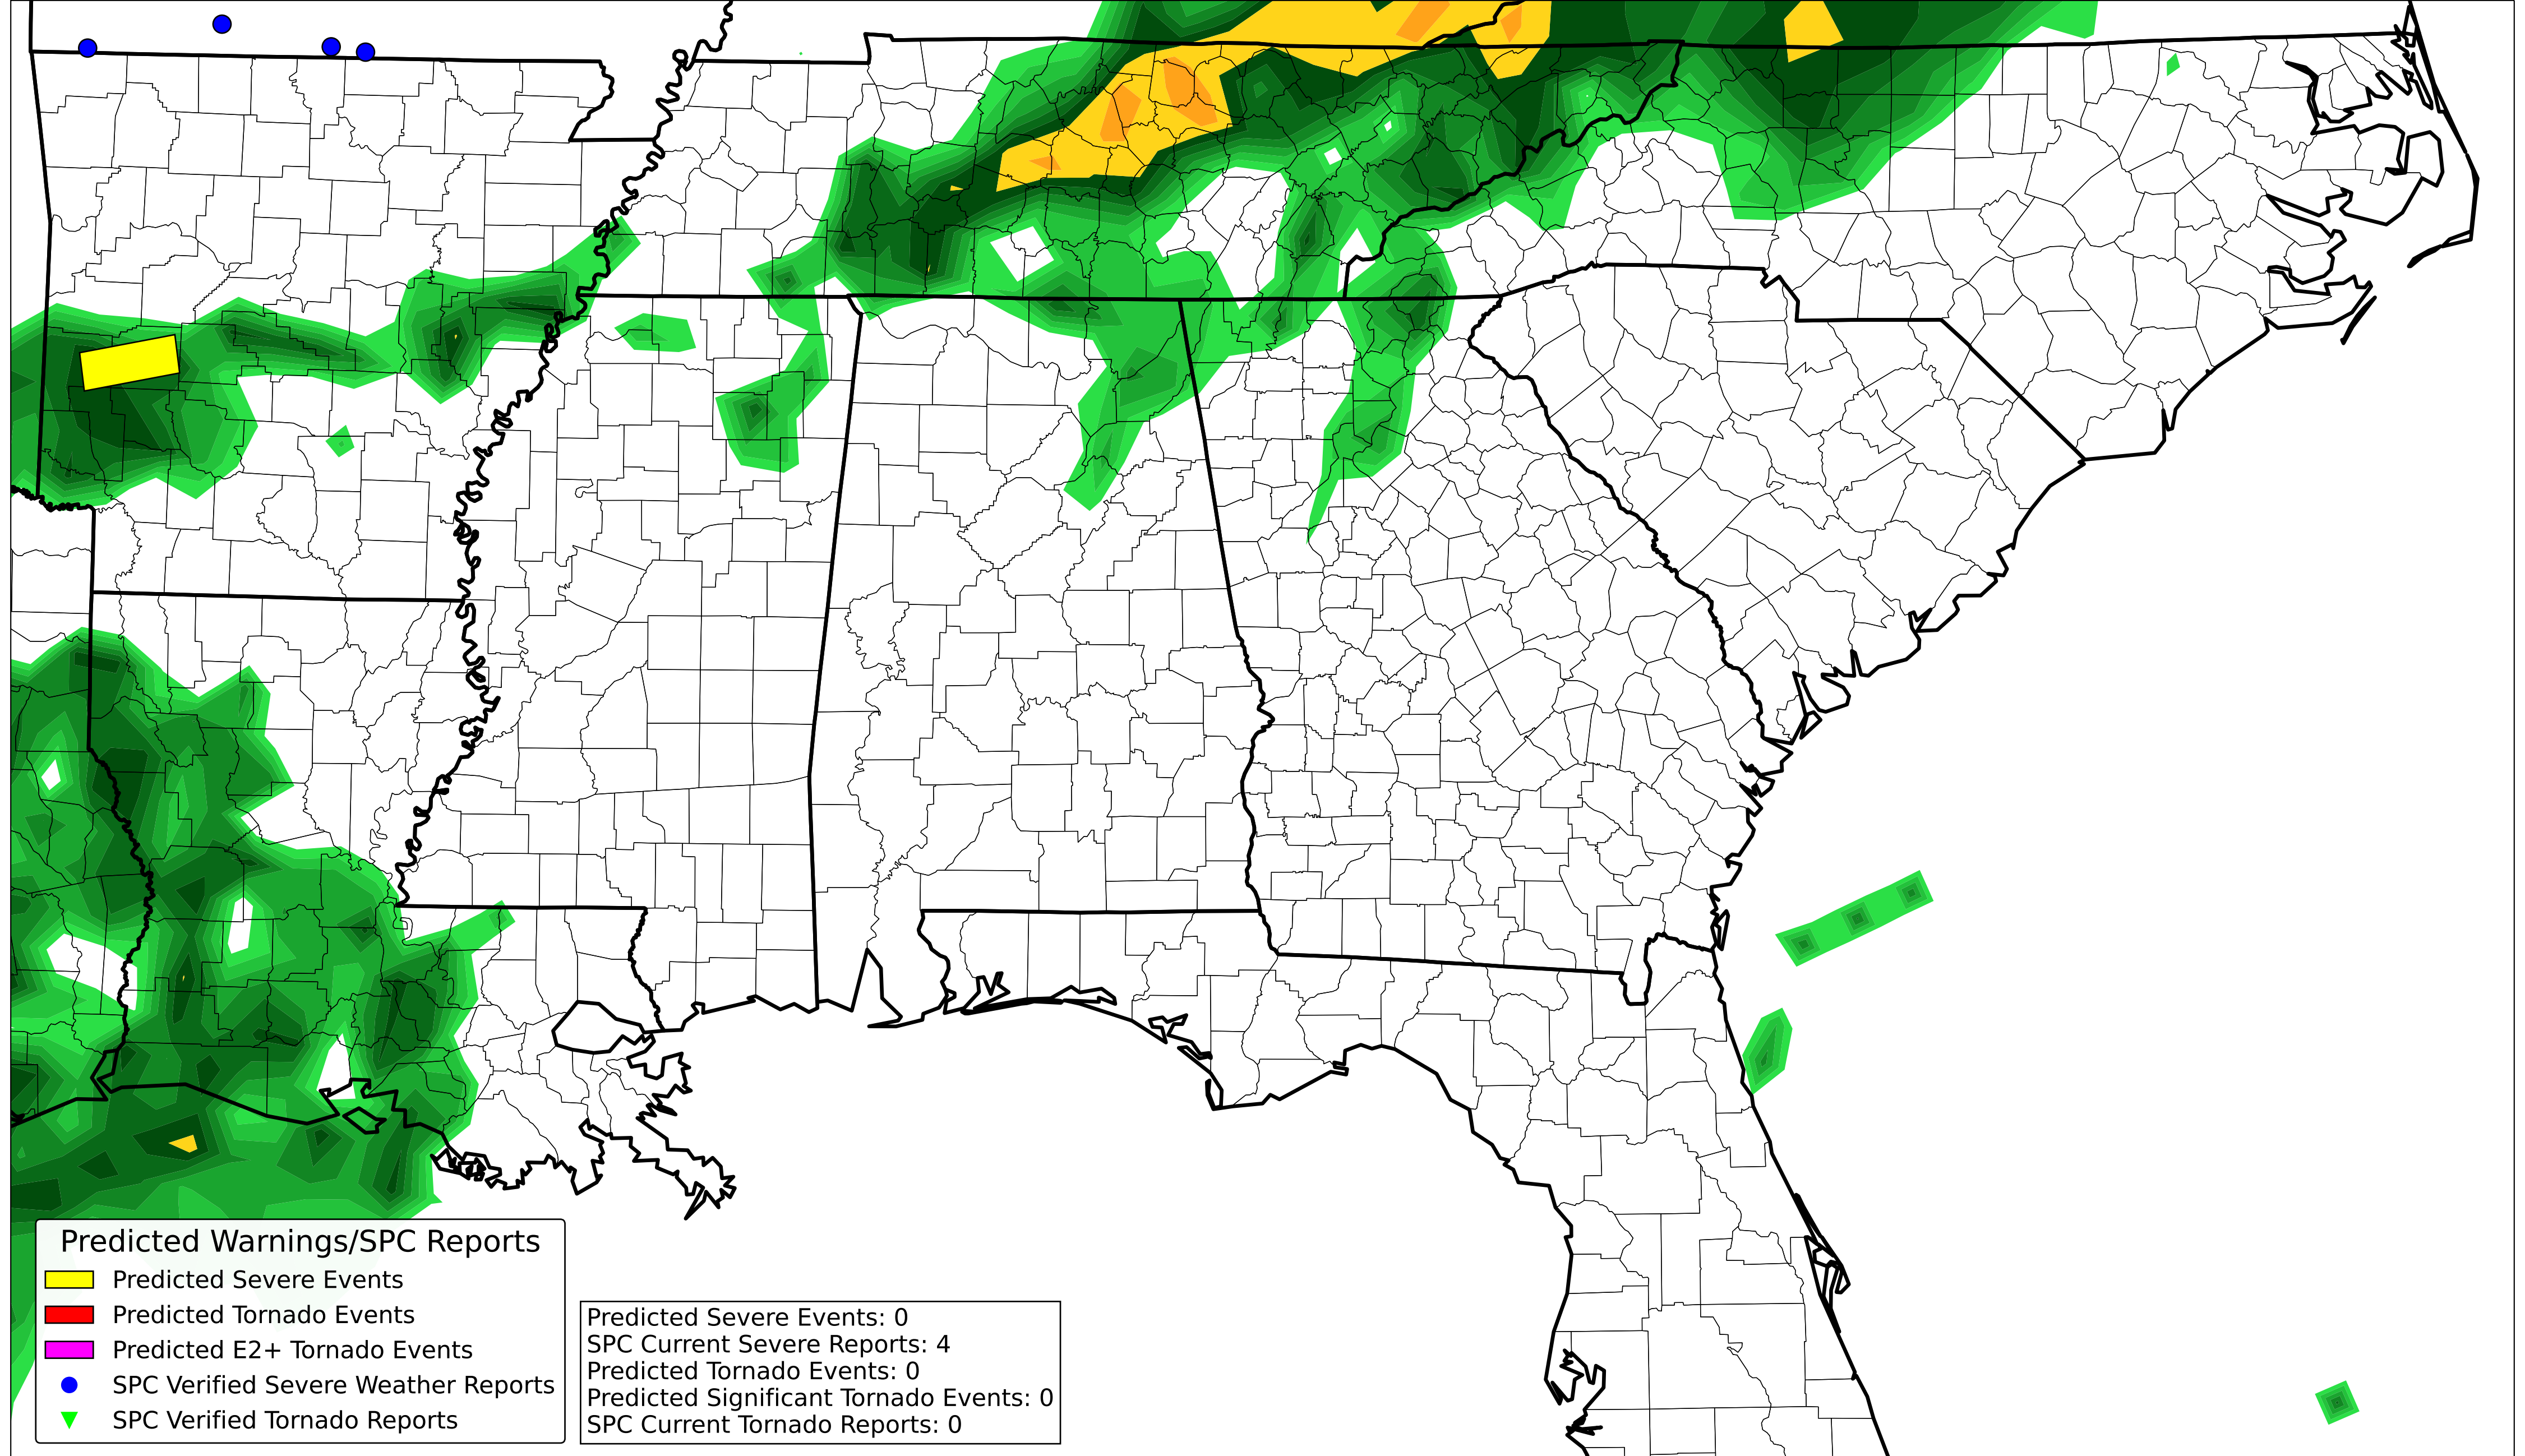 Predicted Warnings/SPC Reports
Predicted Severe Events
Predicted Tornado Events
Predicted E2+ Tornado Events
SPC Verified Severe Weather Reports
SPC Verified Tornado Reports
Predicted Severe Events: 0
SPC Current Severe Reports: 4
Predicted Tornado Events: 0
Predicted Significant Tornado Events: 0
SPC Current Tornado Reports: 0